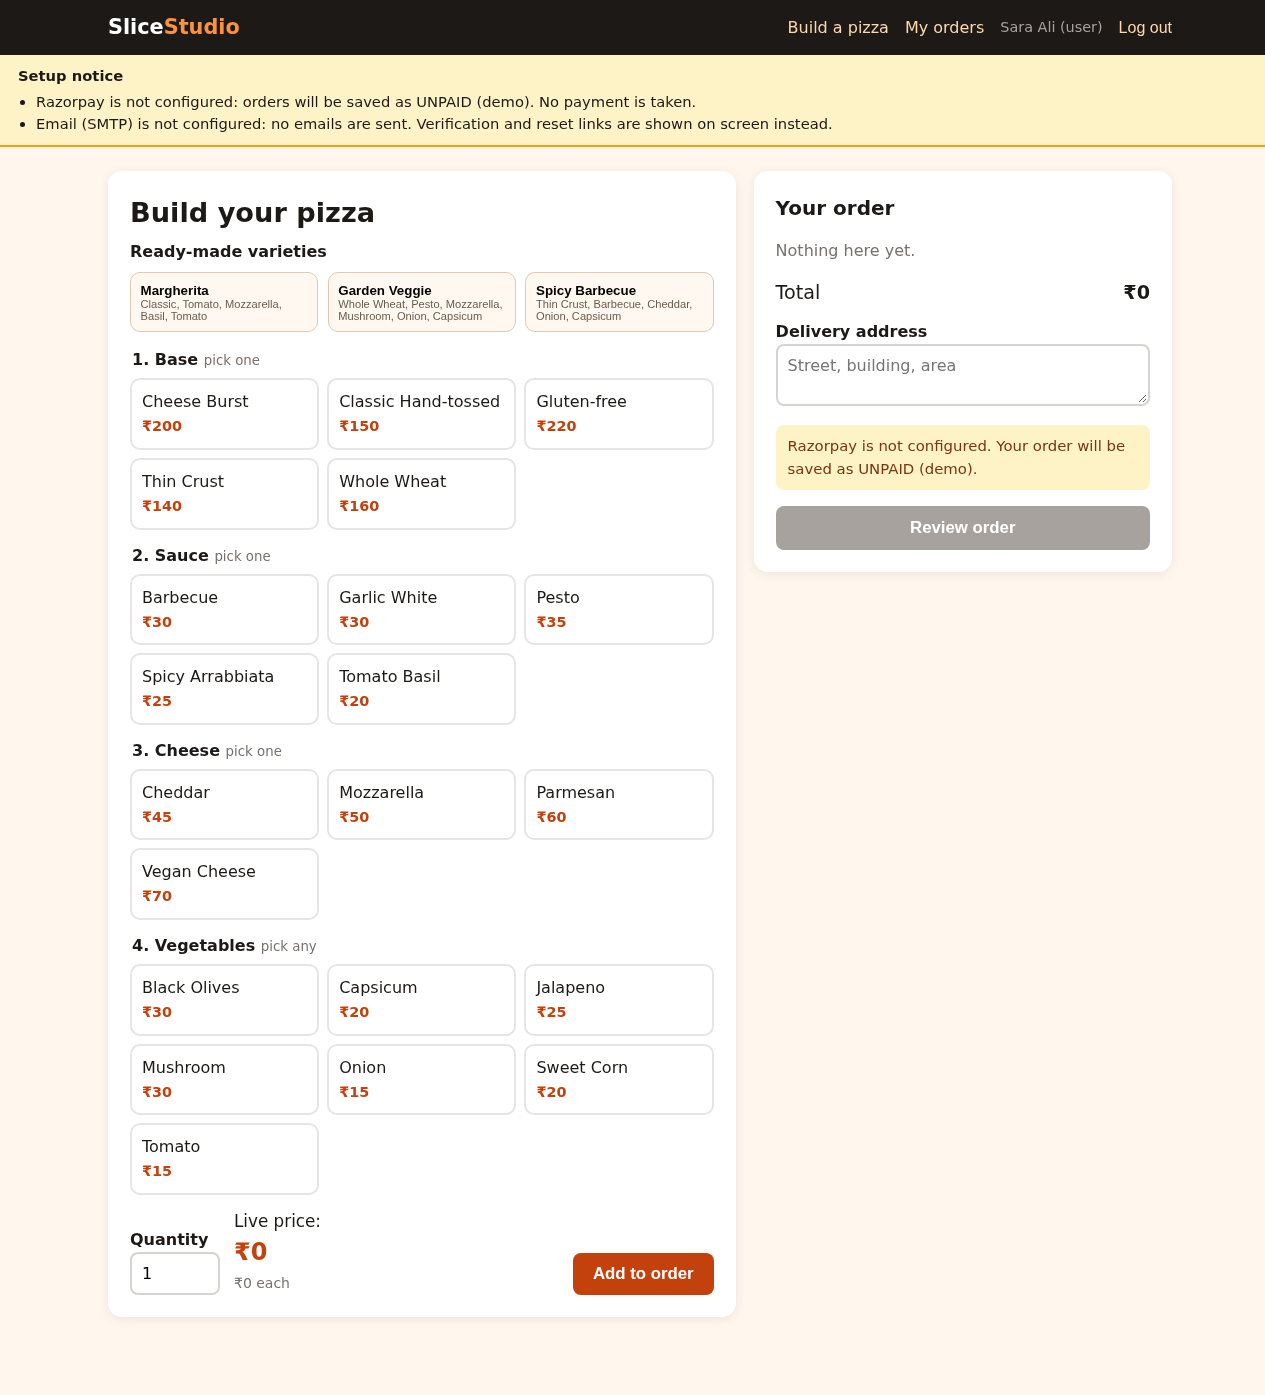 SliceStudio
Build a pizza My orders Sara Ali (user) Log out
Setup notice
• Razorpay is not configured: orders will be saved as UNPAID (demo). No payment is taken.
• Email (SMTP) is not configured: no emails are sent. Verification and reset links are shown on screen instead.
Build your pizza
Ready-made varieties
Margherita
Classic, Tomato, Mozzarella,
Basil, Tomato
Garden Veggie
Whole Wheat, Pesto, Mozzarella,
Mushroom, Onion, Capsicum
Spicy Barbecue
Thin Crust, Barbecue, Cheddar,
Onion, Capsicum
1. Base pick one
Cheese Burst
₹200
Classic Hand-tossed
₹150
Gluten-free
₹220
Thin Crust
₹140
Whole Wheat
₹160
2. Sauce pick one
Barbecue
₹30
Garlic White
₹30
Pesto
₹35
Spicy Arrabbiata
₹25
Tomato Basil
₹20
3. Cheese pick one
Cheddar
₹45
Mozzarella
₹50
Parmesan
₹60
Vegan Cheese
₹70
4. Vegetables pick any
Black Olives
₹30
Capsicum
₹20
Jalapeno
₹25
Mushroom
₹30
Onion
₹15
Sweet Corn
₹20
Tomato
₹15
Quantity
1
Live price:
₹0
₹0 each
Add to order
Your order
Nothing here yet.
Total ₹0
Delivery address
Street, building, area
Razorpay is not configured. Your order will be
saved as UNPAID (demo).
Review order